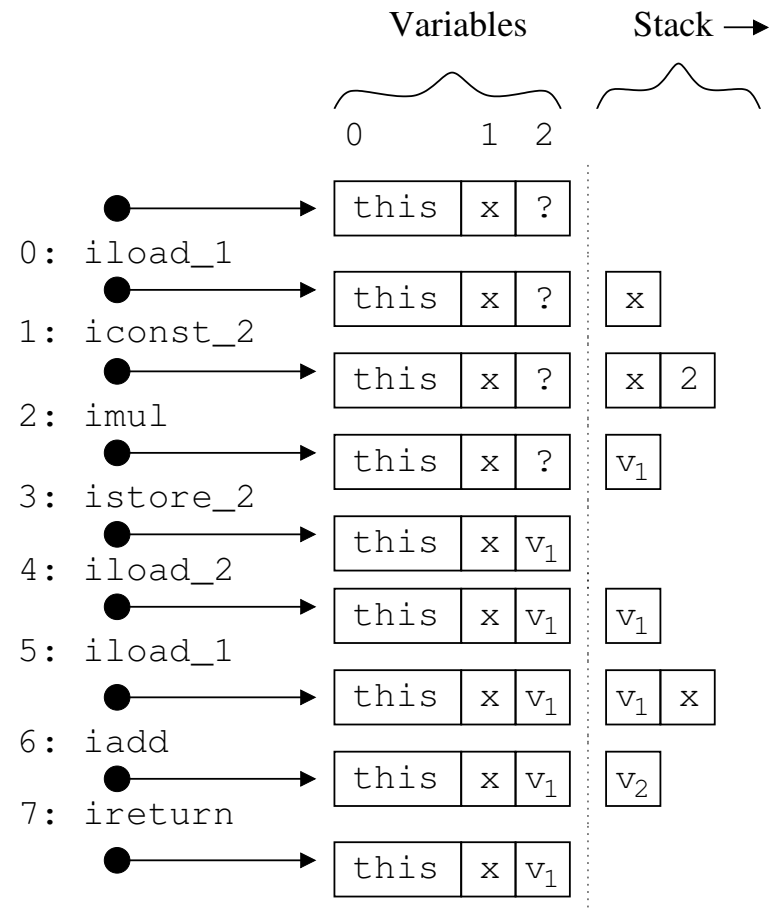 Variables Stack
0 1 2
this x ?
0: iload_1
this x ? x
1: iconst_2
this x ? x 2
2: imul
this x ? v1
3: istore_2
this x v1
4: iload_2
this x v1 v1
5: iload_1
this x v1 v1 x
6: iadd
this x v1 v2
7: ireturn
this x v1